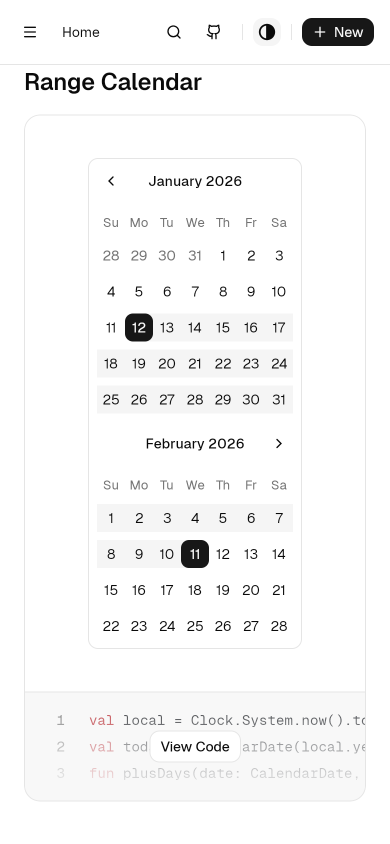 Home
New
Range Calendar
January 2026
Su Mo Tu We Th Fr Sa
28 29 30 31 1 2 3
4 5 6 7 8 9 10
11 12 13 14 15 16 17
18 19 20 21 22 23 24
25 26 27 28 29 30 31
February 2026
Su Mo Tu We Th Fr Sa
1 2 3 4 5 6 7
8 9 10 11 12 13 14
15 16 17 18 19 20 21
22 23 24 25 26 27 28
1 val local = Clock.System.now().to
2 val tod View Code arDate(local.ye
3 fun plusDays(date: CalendarDate,